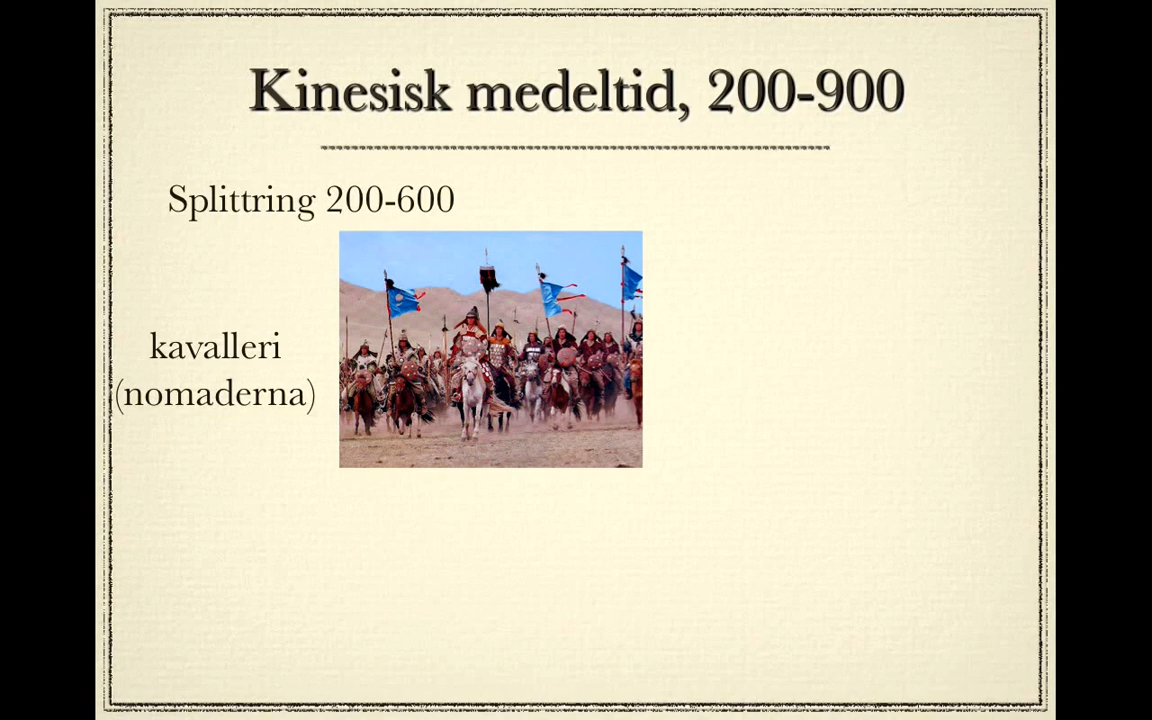 Kinesisk medeltid, 200-900
Splittring 200-600
kavalleri
(nomaderna)